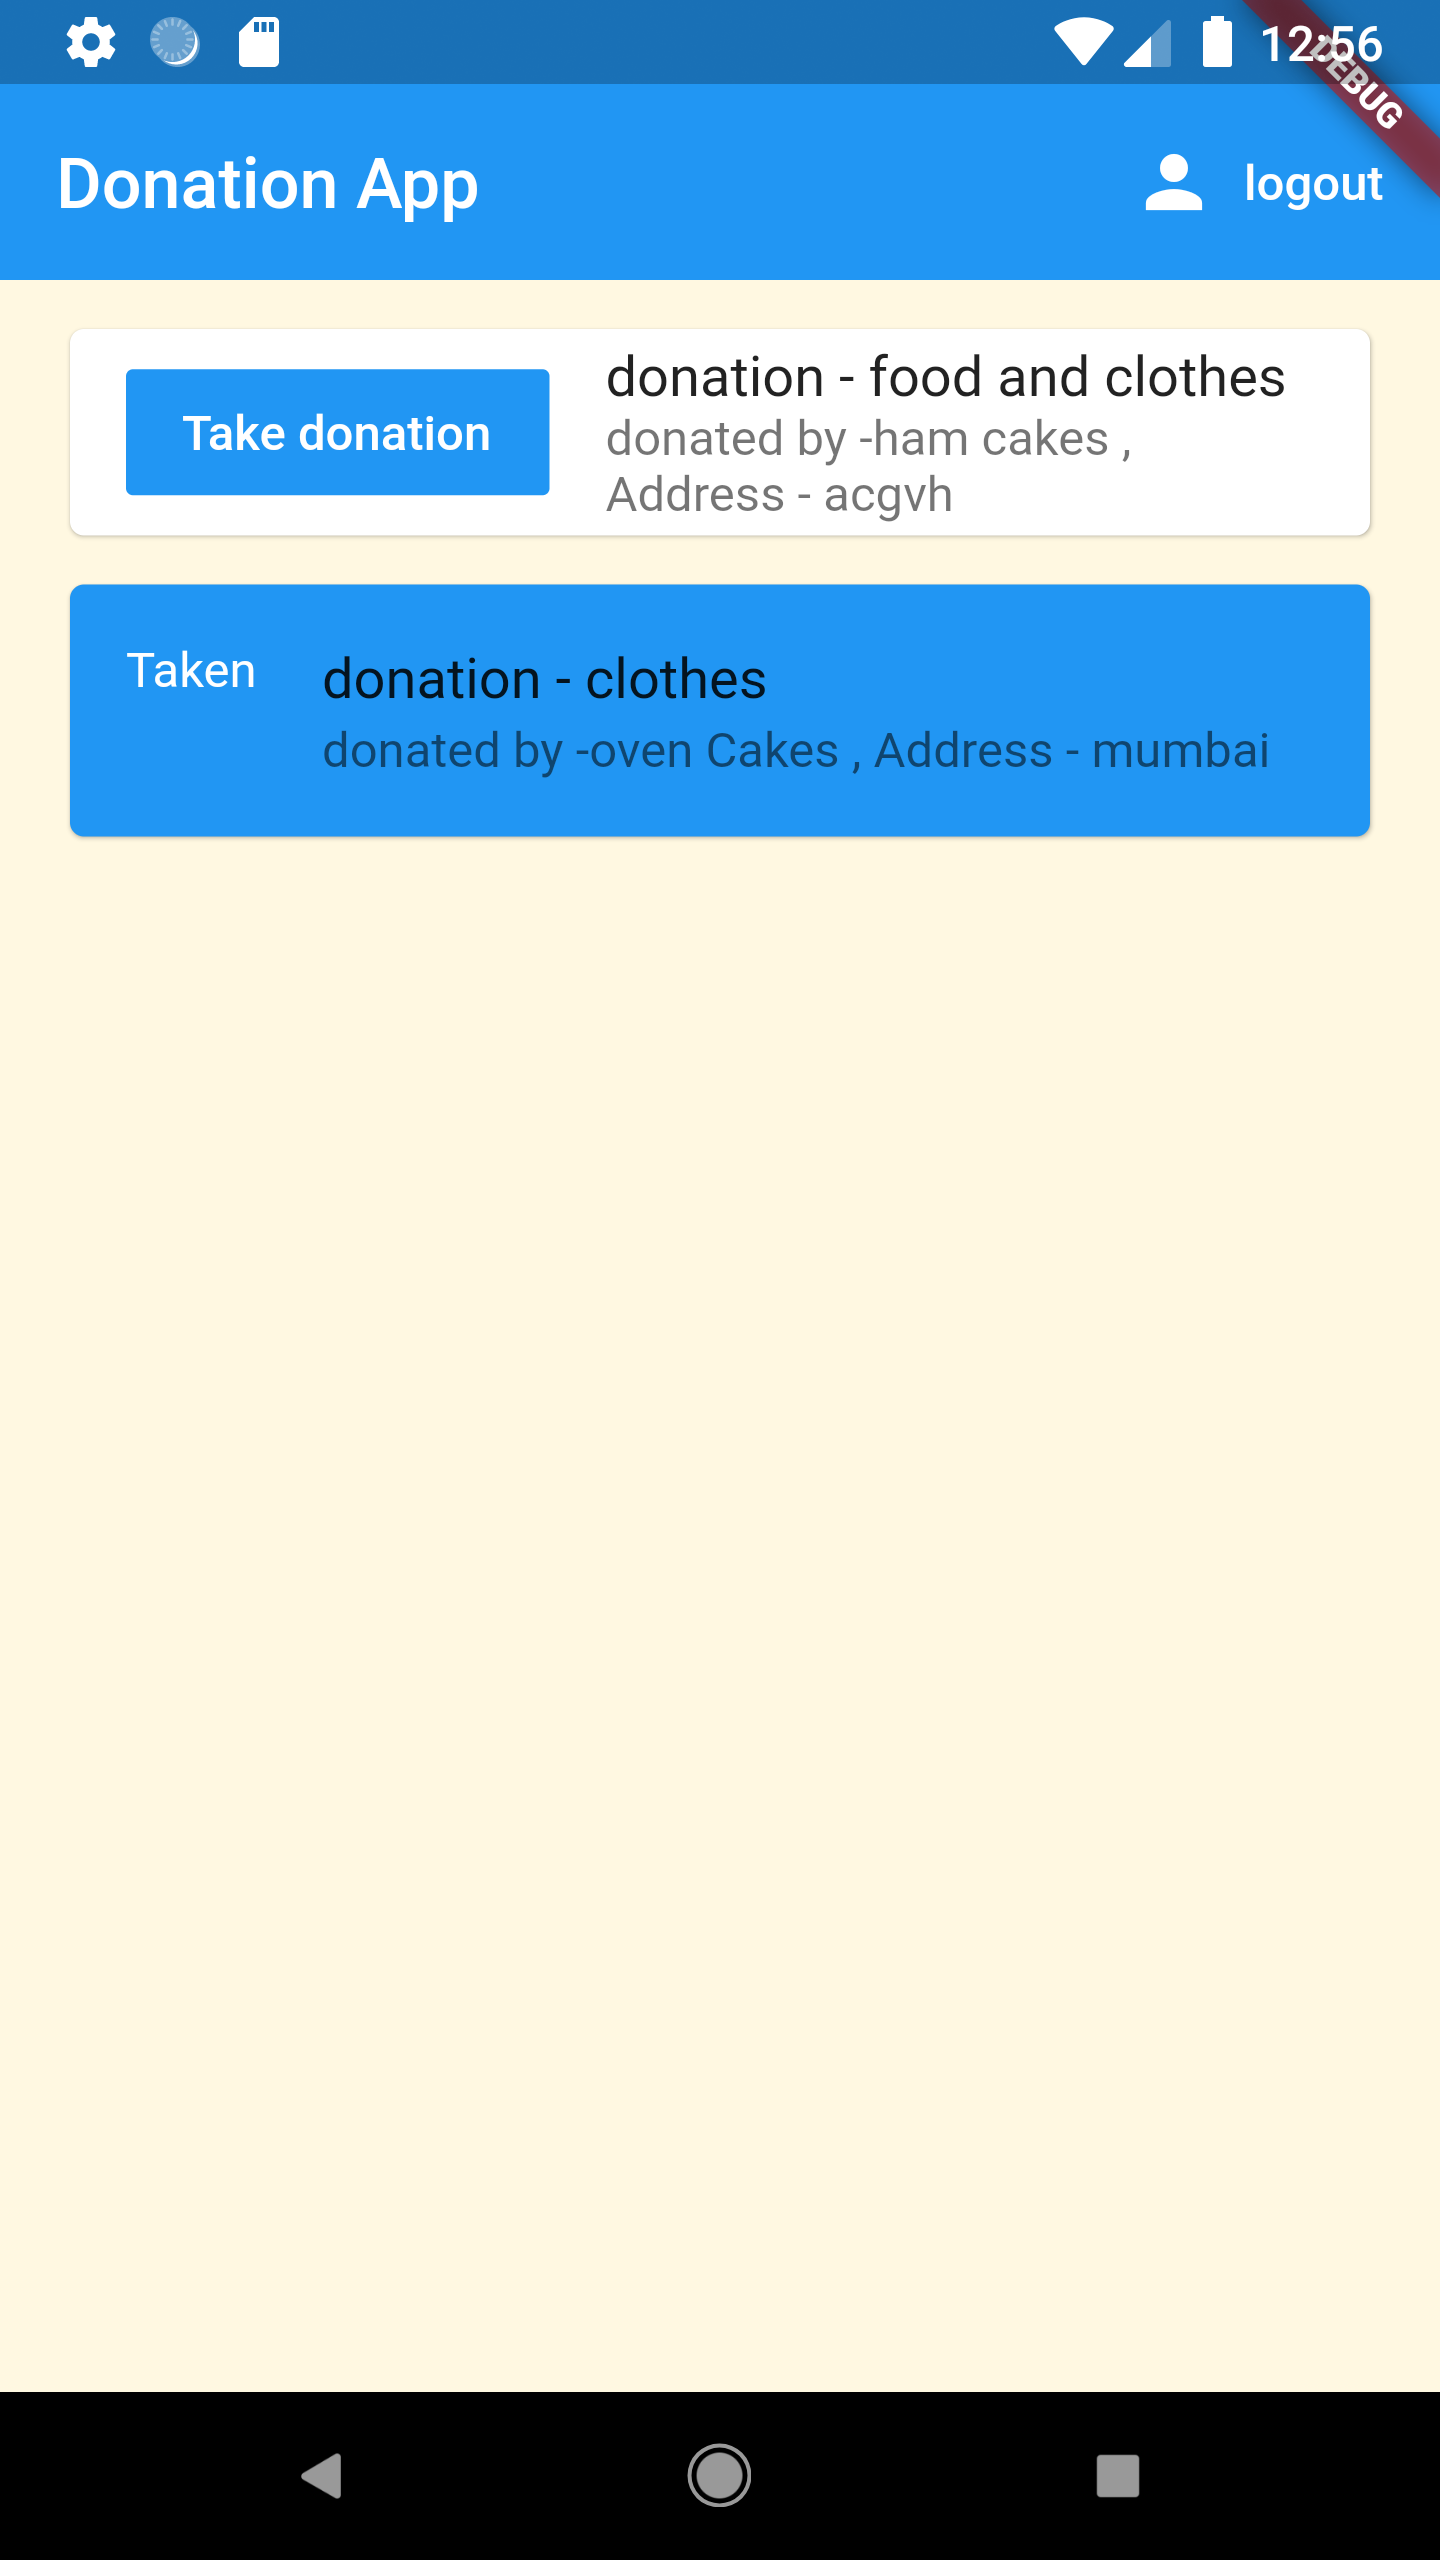 12:56
DEBUG
Donation App
logout
Take donation
donation - food and clothes
donated by -ham cakes ,
Address - acgvh
Taken
donation - clothes
donated by -oven Cakes , Address - mumbai